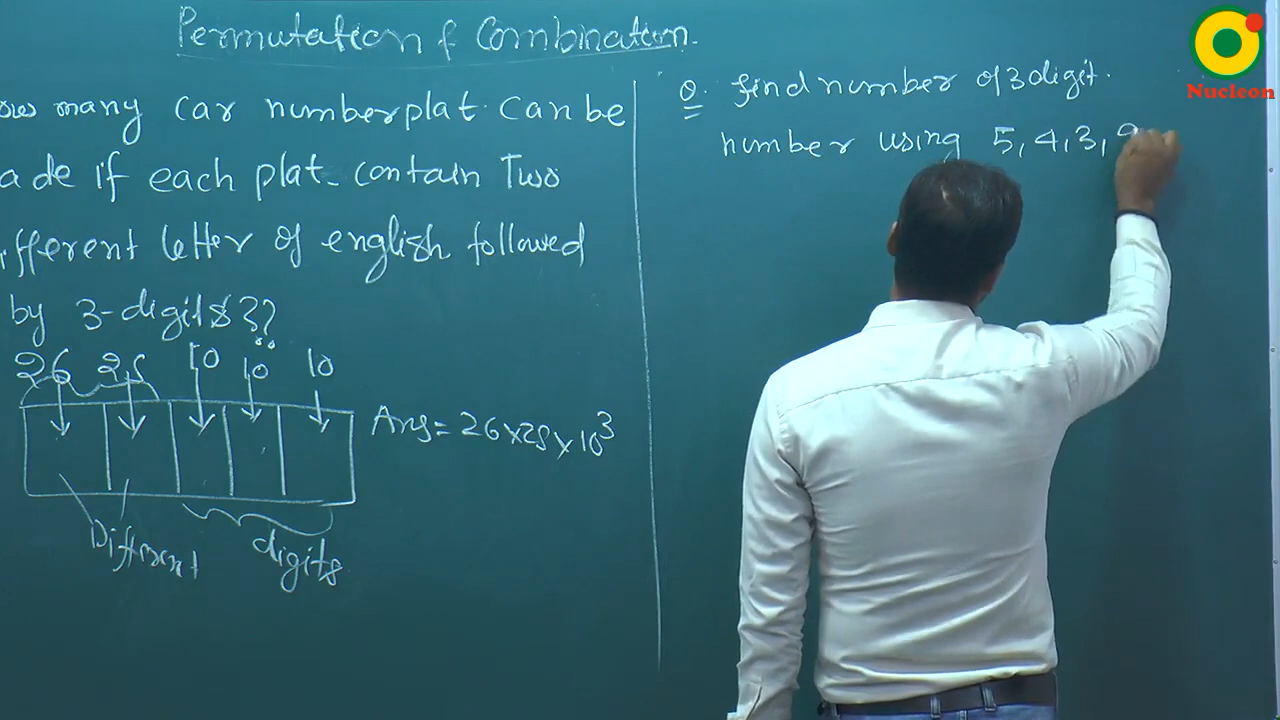 Permutation & Combination.
ow many car numberplat. can be
ade if each plat- contain Two
ifferent letter of english followed
by 3-digits??
26 25 10 10 10
Ans = 26×25×10³
Different
digits
Q. find number of 3 digit.
number using 5, 4, 3,
Nucleon